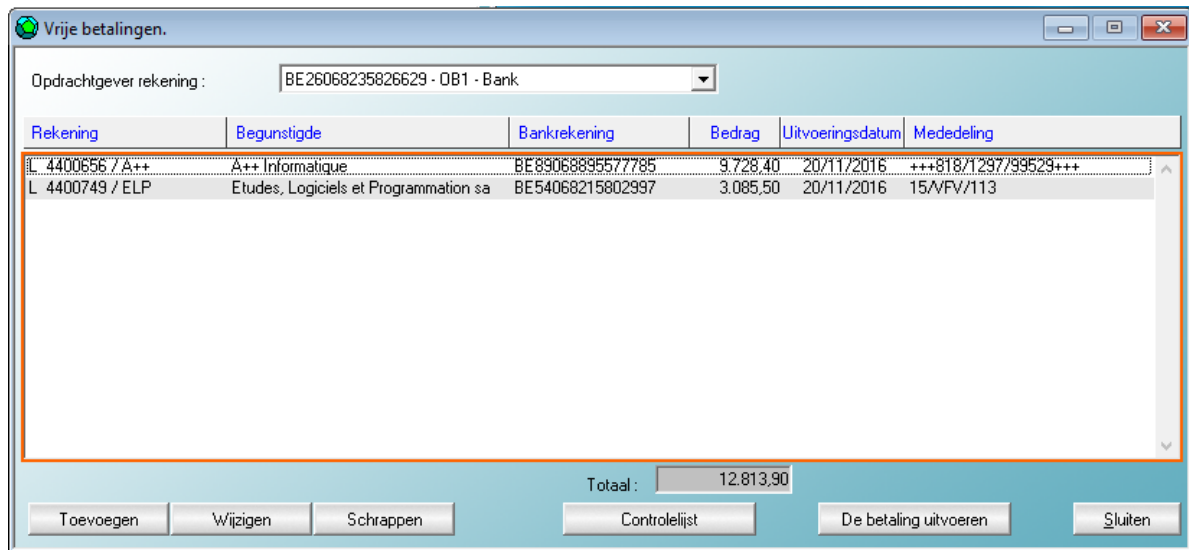 Vrije betalingen.
Opdrachtgever rekening : BE26068235826629 - OB1 - Bank
Rekening Begunstigde Bankrekening Bedrag Uitvoeringsdatum Mededeling
L 4400656 / A++ A++ Informatique BE89068895577785 9.728,40 20/11/2016 +++818/1297/99529+++
L 4400749 / ELP Etudes, Logiciels et Programmation sa BE54068215802997 3.085,50 20/11/2016 15/VFV/113
Totaal : 12.813,90
Toevoegen Wijzigen Schrappen Controlelijst De betaling uitvoeren Sluiten